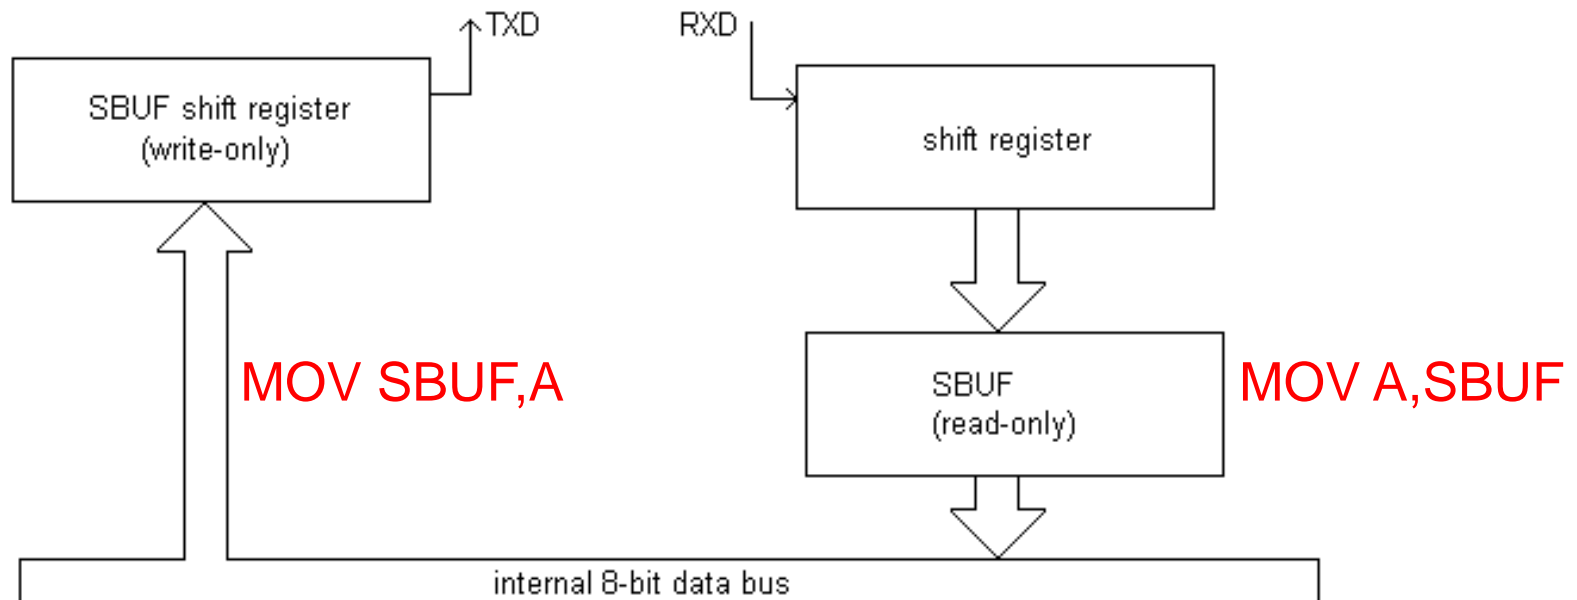 TXD
RXD
SBUF shift register
(write-only)
shift register
MOV SBUF,A
SBUF
(read-only)
MOV A,SBUF
internal 8-bit data bus